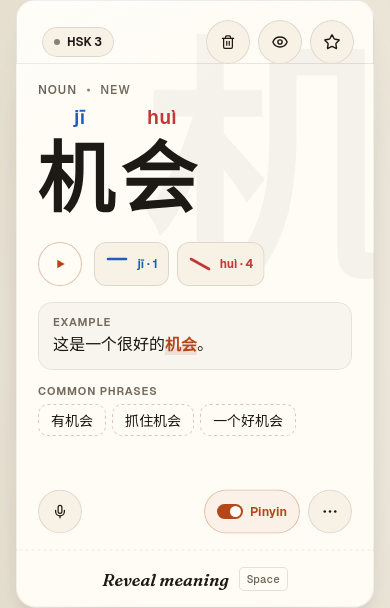 HSK 3
NOUN • NEW
jī huì
机会
jī · 1 huì · 4
EXAMPLE
这是一个很好的机会。
COMMON PHRASES
有机会 抓住机会 一个好机会
Pinyin
Reveal meaning Space
机